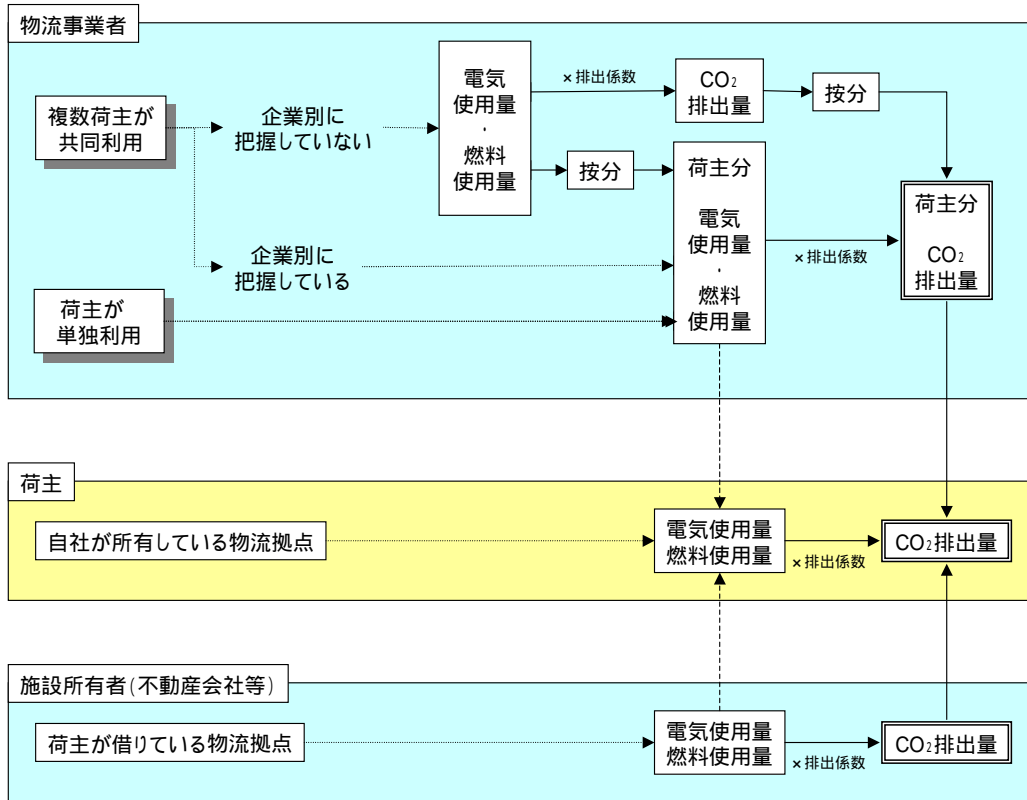 物流事業者
複数荷主が
共同利用
企業別に
把握していない
電気
使用量
・
燃料
使用量
×排出係数
CO₂
排出量
按分
按分
荷主分
電気
使用量
・
燃料
使用量
×排出係数
荷主分
CO₂
排出量
企業別に
把握している
荷主が
単独利用
荷主
自社が所有している物流拠点
電気使用量
燃料使用量
×排出係数
CO₂排出量
施設所有者(不動産会社等)
荷主が借りている物流拠点
電気使用量
燃料使用量
×排出係数
CO₂排出量